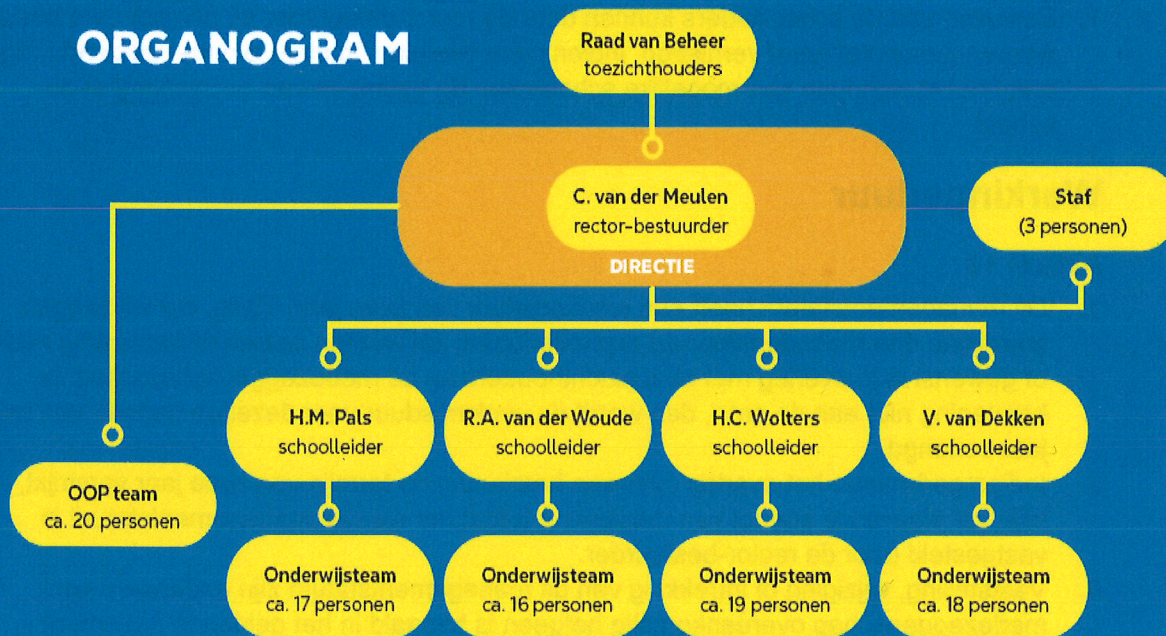 ORGANOGRAM
Raad van Beheer
toezichthouders
C. van der Meulen
rector-bestuurder
DIRECTIE
Staf
(3 personen)
H.M. Pals
schoolleider
R.A. van der Woude
schoolleider
H.C. Wolters
schoolleider
V. van Dekken
schoolleider
OOP team
ca. 20 personen
Onderwijsteam
ca. 17 personen
Onderwijsteam
ca. 16 personen
Onderwijsteam
ca. 19 personen
Onderwijsteam
ca. 18 personen